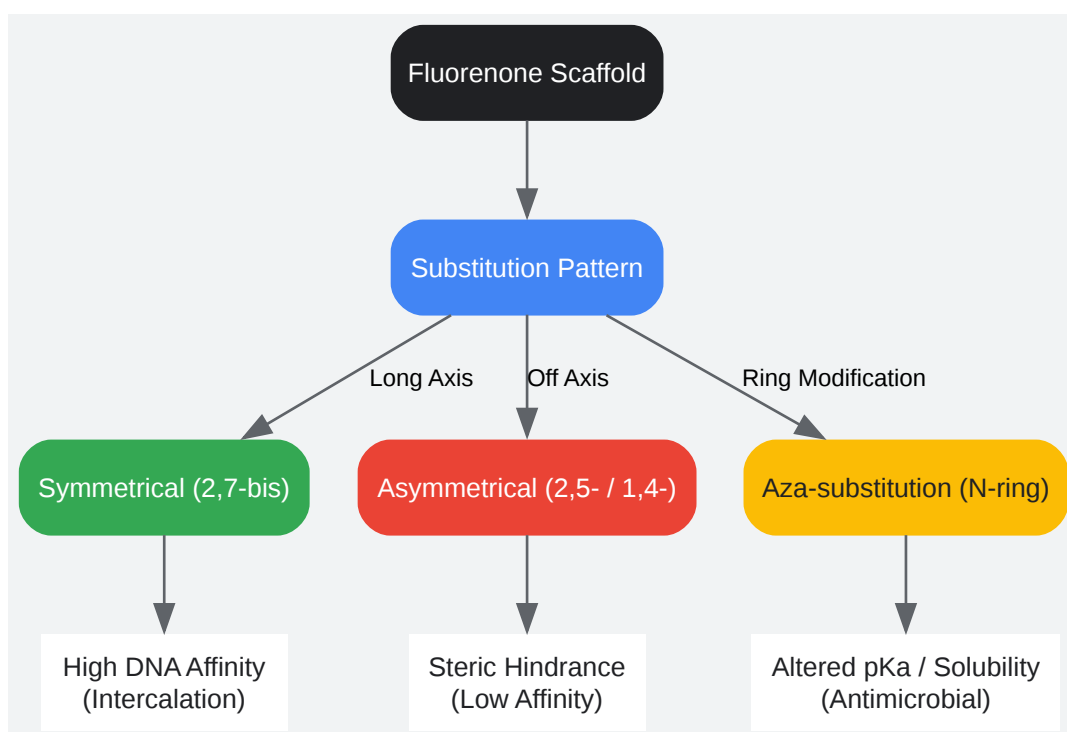 Fluorenone Scaffold
Substitution Pattern
Long Axis
Off Axis
Ring Modification
Symmetrical (2,7-bis)
Asymmetrical (2,5- / 1,4-)
Aza-substitution (N-ring)
High DNA Affinity
(Intercalation)
Steric Hindrance
(Low Affinity)
Altered pKa / Solubility
(Antimicrobial)